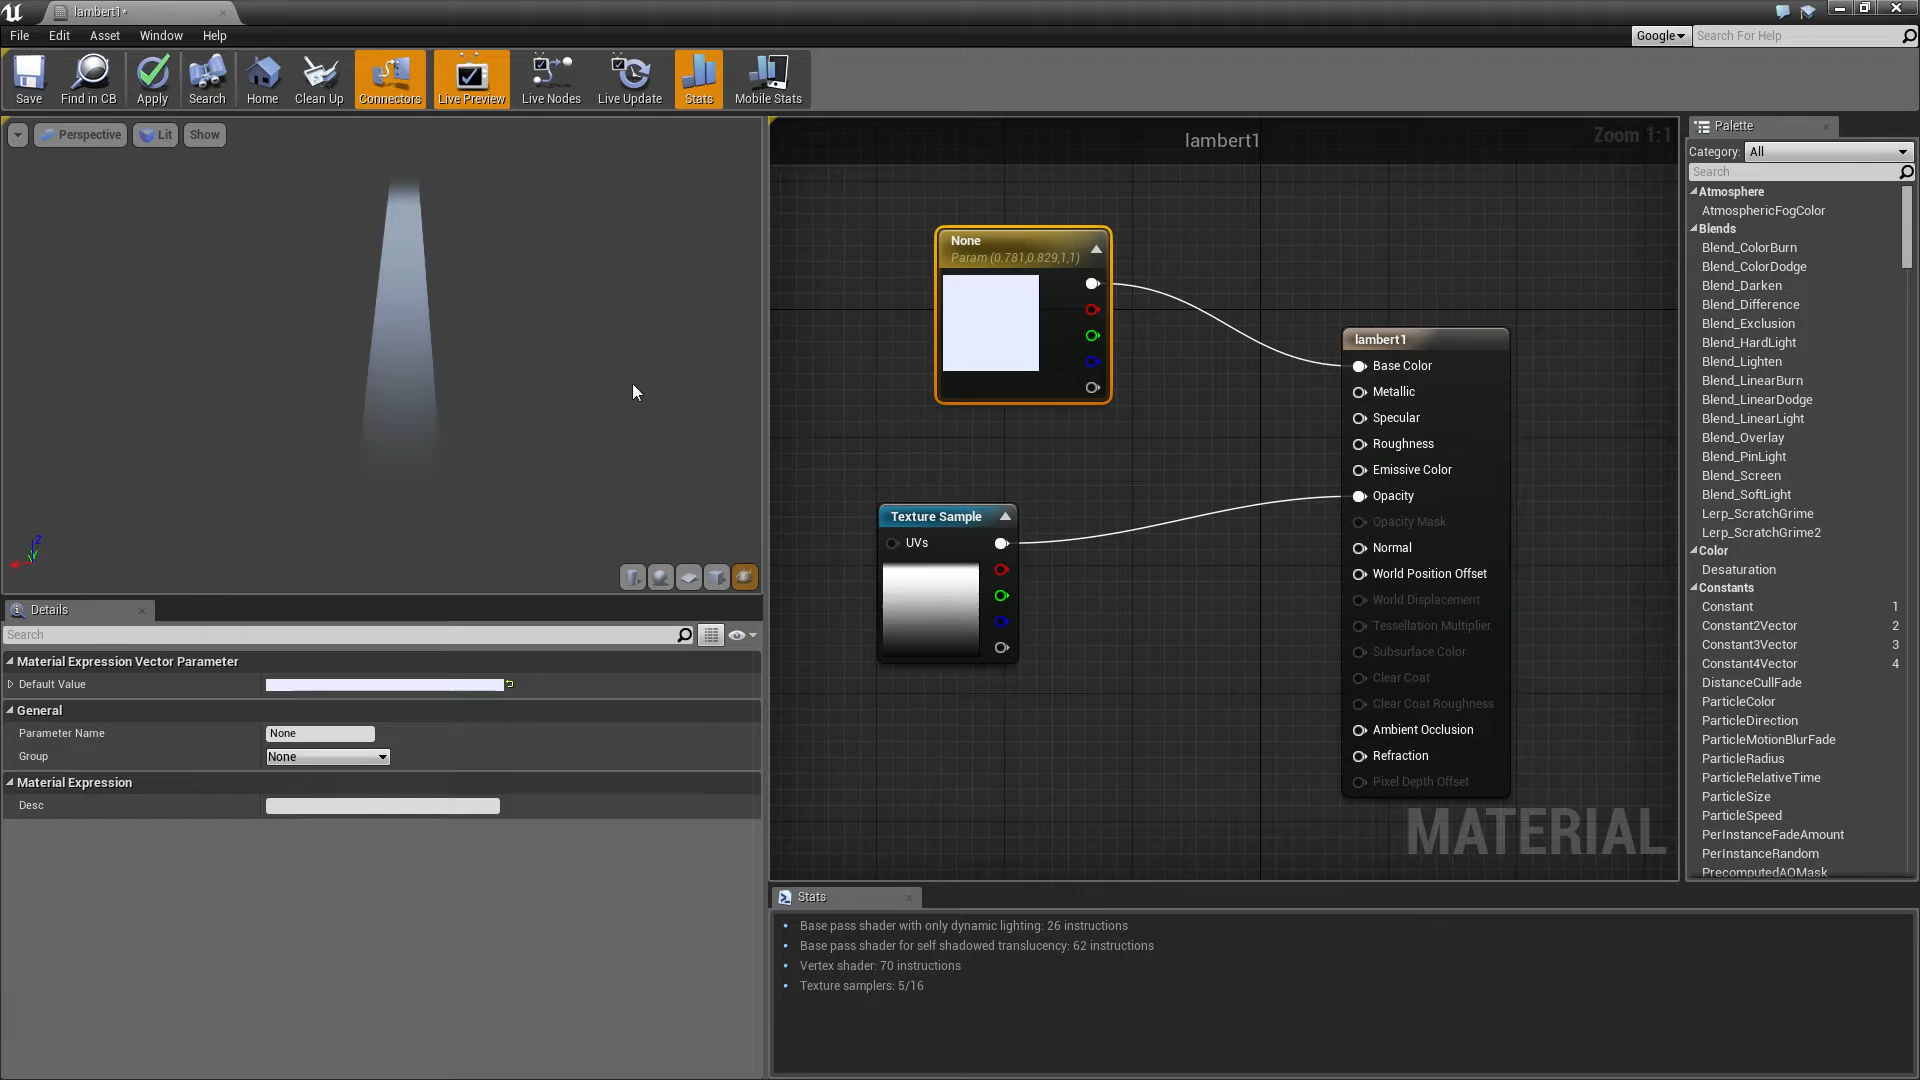 lambert1*
File Edit Asset Window Help
Google Search For Help
Save Find in CB Apply Search Home Clean Up Connectors Live Preview Live Nodes Live Update Stats Mobile Stats
Perspective Lit Show
lambert1
Zoom 1:1
None
Param (0.781,0.829,1,1)
lambert1
Base Color
Metallic
Specular
Roughness
Emissive Color
Opacity
Opacity Mask
Normal
World Position Offset
World Displacement
Tessellation Multiplier
Subsurface Color
Clear Coat
Clear Coat Roughness
Ambient Occlusion
Refraction
Pixel Depth Offset
Texture Sample
UVs
MATERIAL
Palette
Category: All
Search
Atmosphere
AtmosphericFogColor
Blends
Blend_ColorBurn
Blend_ColorDodge
Blend_Darken
Blend_Difference
Blend_Exclusion
Blend_HardLight
Blend_Lighten
Blend_LinearBurn
Blend_LinearDodge
Blend_LinearLight
Blend_Overlay
Blend_PinLight
Blend_Screen
Blend_SoftLight
Lerp_ScratchGrime
Lerp_ScratchGrime2
Color
Desaturation
Constants
Constant 1
Constant2Vector 2
Constant3Vector 3
Constant4Vector 4
DistanceCullFade
ParticleColor
ParticleDirection
ParticleMotionBlurFade
ParticleRadius
ParticleRelativeTime
ParticleSize
ParticleSpeed
PerInstanceFadeAmount
PerInstanceRandom
PrecomputedAOMask
Z
Details
Search
Material Expression Vector Parameter
Default Value
General
Parameter Name None
Group None
Material Expression
Desc
Stats
Base pass shader with only dynamic lighting: 26 instructions
Base pass shader for self shadowed translucency: 62 instructions
Vertex shader: 70 instructions
Texture samplers: 5/16